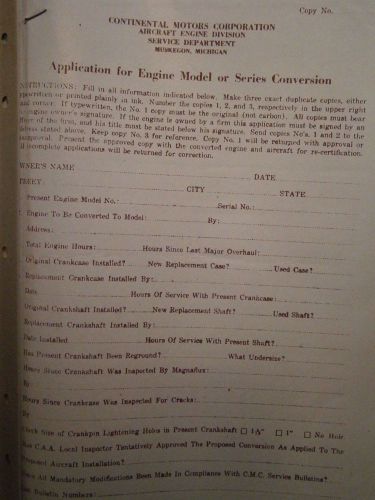 Copy No.
CONTINENTAL MOTORS CORPORATION
AIRCRAFT ENGINE DIVISION
SERVICE DEPARTMENT
MUSKEGON, MICHIGAN
Application for Engine Model or Series Conversion
INSTRUCTIONS: Fill in all information indicated below. Make three exact duplicate copies, either
typewritten or printed plainly in ink. Number the copies 1, 2, and 3, respectively in the upper right
hand corner. If typewritten, the No. 1 copy must be the original (not carbon). All copies must bear
engine owner's signature. If the engine is owned by a firm this application must be signed by an
officer of the firm, and his title must be stated below his signature. Send copies No's. 1 and 2 to the
address stated above. Keep copy No. 3 for reference. Copy No. 1 will be returned with approval or
disapproval. Present the approved copy with the converted engine and aircraft for re-certification.
All incomplete applications will be returned for correction.
OWNER'S NAME DATE
STREET: CITY STATE
Present Engine Model No.: Serial No.:
Engine To Be Converted To Model: By:
Address:
Total Engine Hours: Hours Since Last Major Overhaul:
Original Crankcase Installed? New Replacement Case? Used Case?
Replacement Crankcase Installed By:
Date Hours Of Service With Present Crankcase:
Original Crankshaft Installed? New Replacement Shaft? Used Shaft?
Replacement Crankshaft Installed By:
Date Installed Hours Of Service With Present Shaft?
Has Present Crankshaft Been Reground? What Undersize?
Hours Since Crankshaft Was Inspected By Magnaflux:
By:
Hours Since Crankcase Was Inspected For Cracks:
By
Check Size of Crankpin Lightening Holes in Present Crankshaft □ □ 1" □ No Hole
Has C.A.A. Local Inspector Tentatively Approved The Proposed Conversion As Applied To The
Proposed Aircraft Installation?
Have All Mandatory Modifications Been Made In Compliance With C.M.C. Service Bulletins?
Bulletin Numbers: